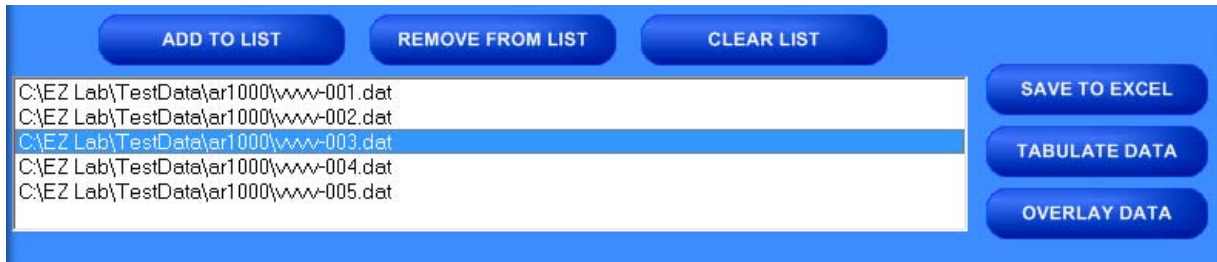 ADD TO LIST REMOVE FROM LIST CLEAR LIST
C:\EZ Lab\TestData\ar1000\vvvv-001.dat
C:\EZ Lab\TestData\ar1000\vvvv-002.dat
C:\EZ Lab\TestData\ar1000\vvvv-003.dat
C:\EZ Lab\TestData\ar1000\vvvv-004.dat
C:\EZ Lab\TestData\ar1000\vvvv-005.dat
SAVE TO EXCEL
TABULATE DATA
OVERLAY DATA